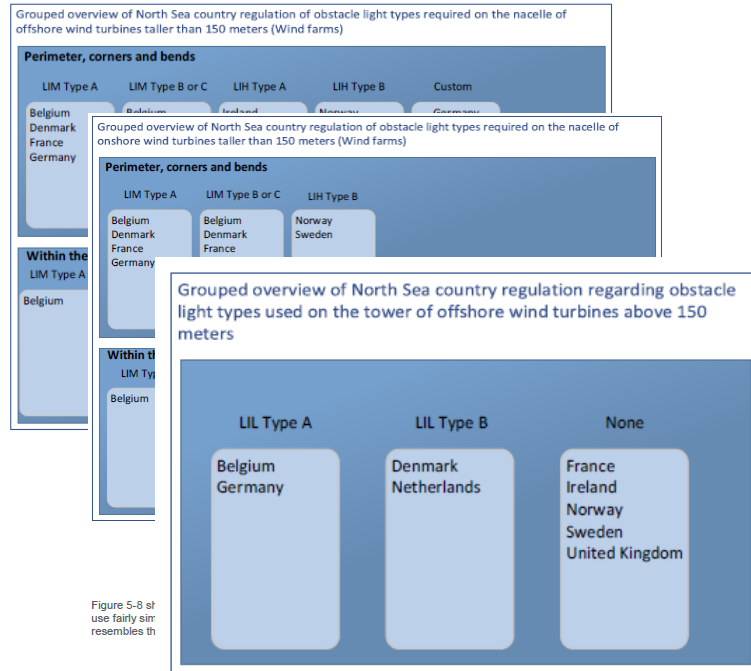 Grouped overview of North Sea country regulation of obstacle light types required on the nacelle of
offshore wind turbines taller than 150 meters (Wind farms)
Perimeter, corners and bends
LIM Type A LIM Type B or C LIH Type A LIH Type B Custom
Belgium Belgium Ireland Norway Germany
Denmark
France
Germany
Within the
LIM Type A
Belgium
Grouped overview of North Sea country regulation of obstacle light types required on the nacelle of
onshore wind turbines taller than 150 meters (Wind farms)
Perimeter, corners and bends
LIM Type A LIM Type B or C LIH Type B
Belgium Belgium Norway
Denmark Denmark Sweden
France France
Germany
Within th
LIM Typ
Belgium
Grouped overview of North Sea country regulation regarding obstacle
light types used on the tower of offshore wind turbines above 150
meters
LIL Type A LIL Type B None
Belgium Denmark France
Germany Netherlands Ireland
Norway
Sweden
United Kingdom
Figure 5-8 sh
use fairly sim
resembles th